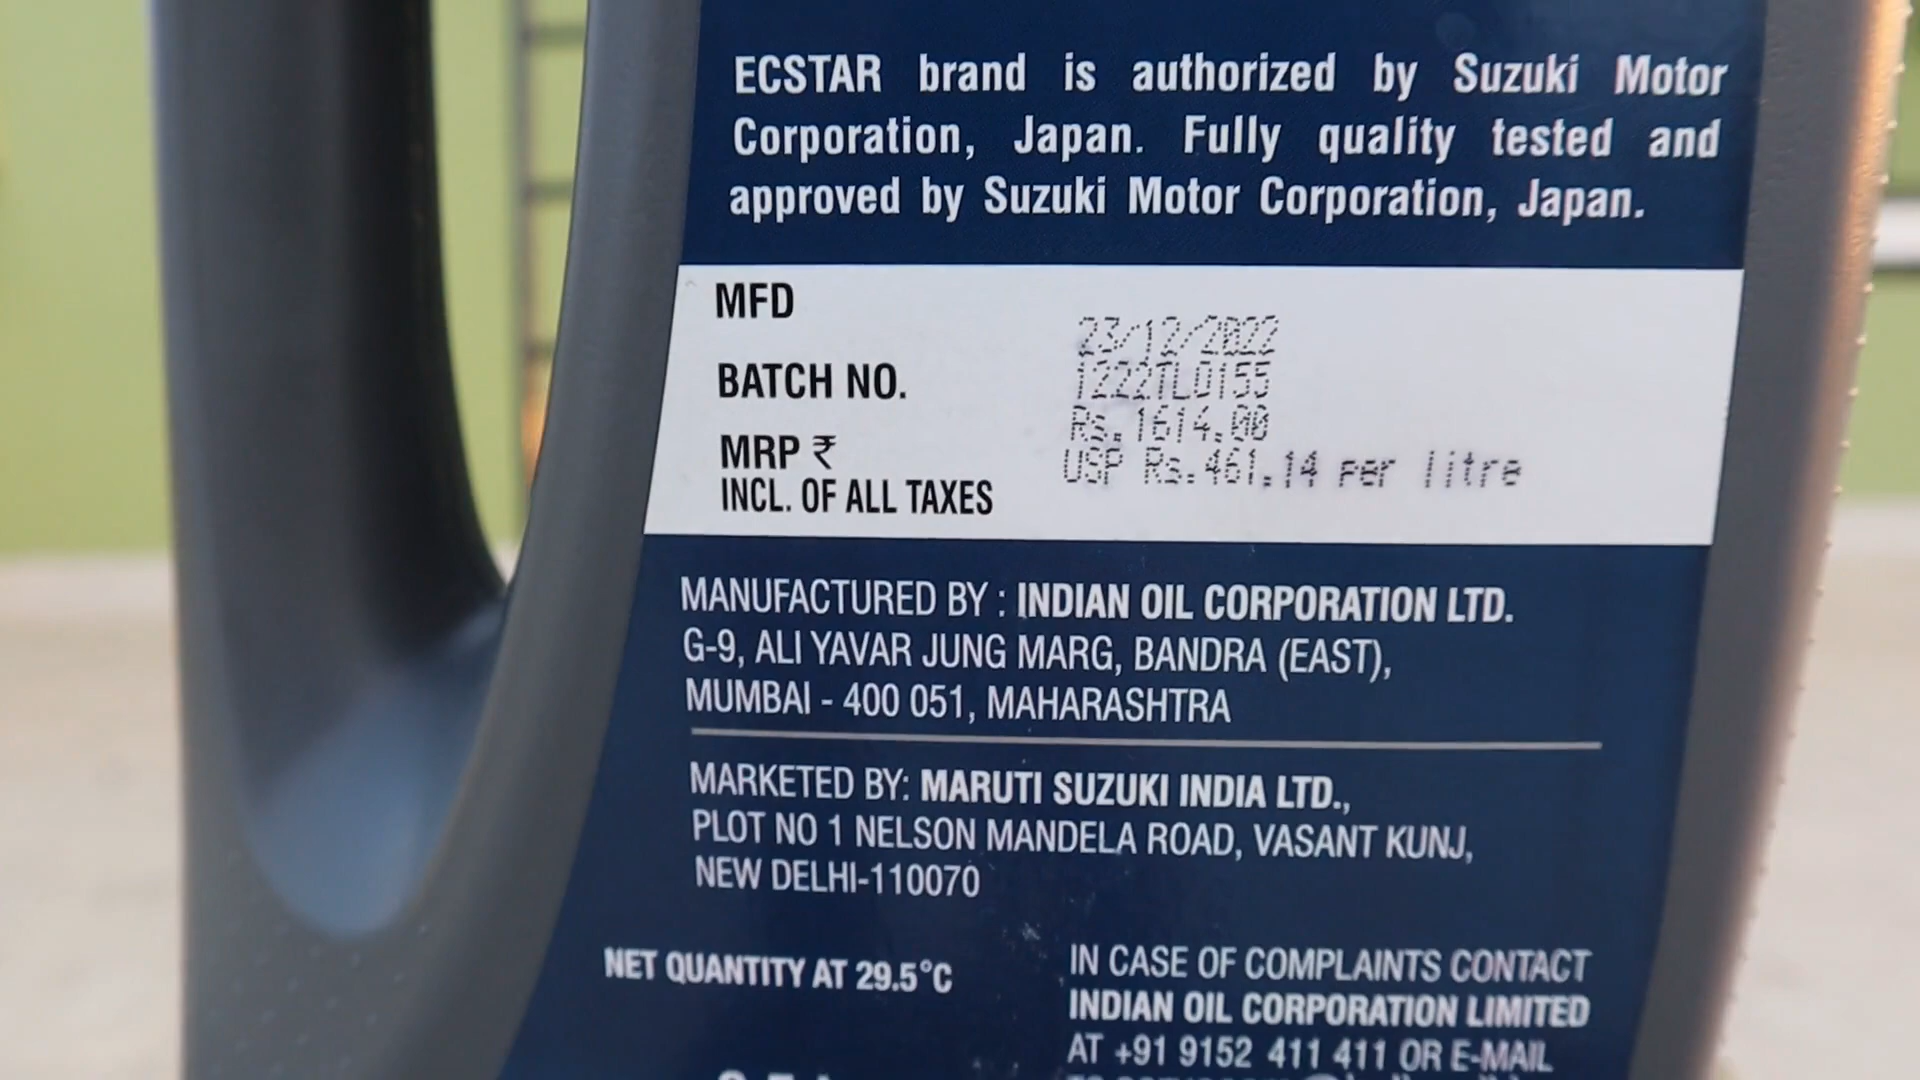 ECSTAR brand is authorized by Suzuki Motor
Corporation, Japan. Fully quality tested and
approved by Suzuki Motor Corporation, Japan.
MFD
23/12/2022
BATCH NO.
1222TL0155
MRP ₹
Rs.1614.00
INCL. OF ALL TAXES
USP Rs.461.14 Per litre
MANUFACTURED BY : INDIAN OIL CORPORATION LTD.
G-9, ALI YAVAR JUNG MARG, BANDRA (EAST),
MUMBAI - 400 051, MAHARASHTRA
MARKETED BY: MARUTI SUZUKI INDIA LTD.,
PLOT NO 1 NELSON MANDELA ROAD, VASANT KUNJ,
NEW DELHI-110070
NET QUANTITY AT 29.5°C
IN CASE OF COMPLAINTS CONTACT
INDIAN OIL CORPORATION LIMITED
AT +91 9152 411 411 OR E-MAIL